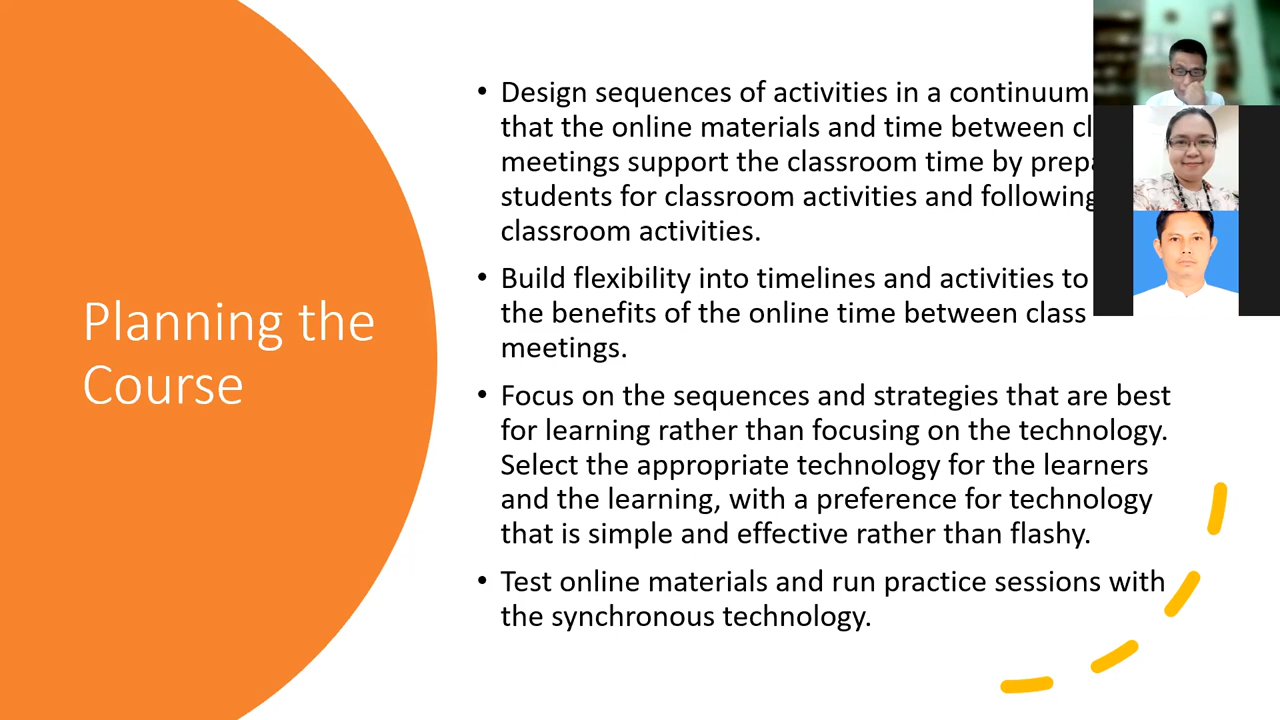 Planning the
Course
• Design sequences of activities in a continuum
that the online materials and time between
meetings support the classroom time by
students for classroom activities and following
classroom activities.
• Build flexibility into timelines and activities to
the benefits of the online time between class
meetings.
• Focus on the sequences and strategies that are best
for learning rather than focusing on the technology.
Select the appropriate technology for the learners
and the learning, with a preference for technology
that is simple and effective rather than flashy.
• Test online materials and run practice sessions with
the synchronous technology.